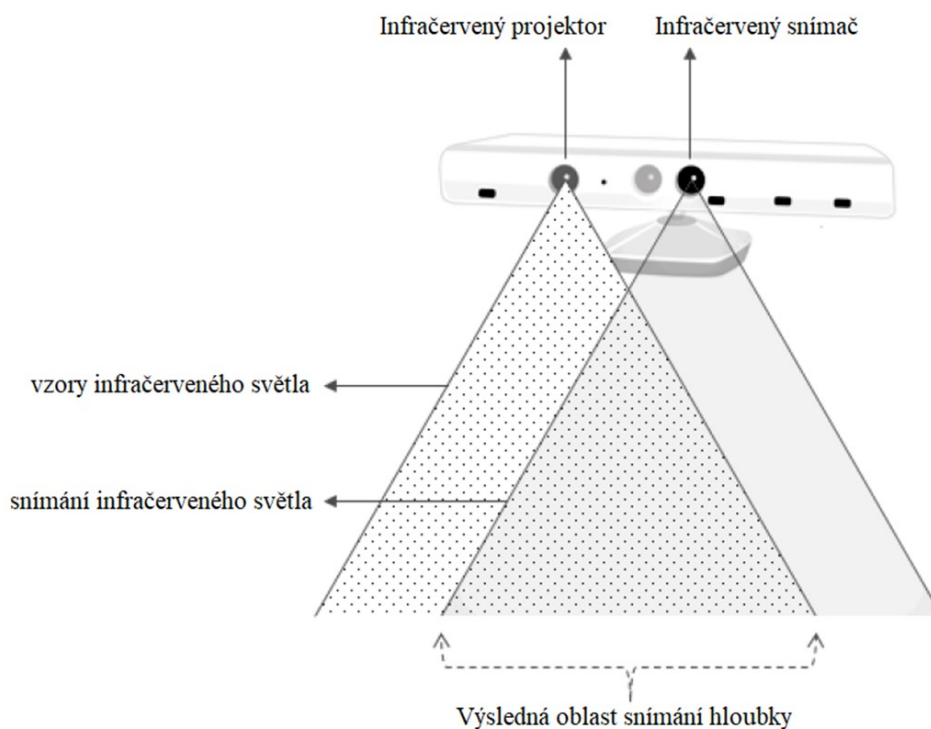 Infračervený projektor
Infračervený snímač
vzory infračerveného světla
snímání infračerveného světla
Výsledná oblast snímání hloubky